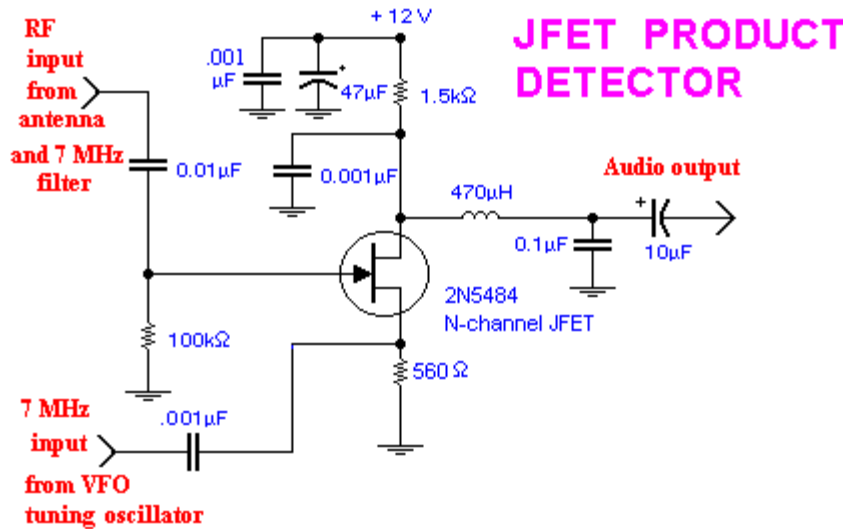 JFET PRODUCT
DETECTOR
RF
input
from
antenna
and 7 MHz
filter
+ 12 V
.001
µF
+
47µF
1.5kΩ
0.01µF
0.001µF
470µH
Audio output
+
0.1µF
10µF
2N5484
N-channel JFET
100kΩ
560 Ω
.001µF
7 MHz
input
from VFO
tuning oscillator